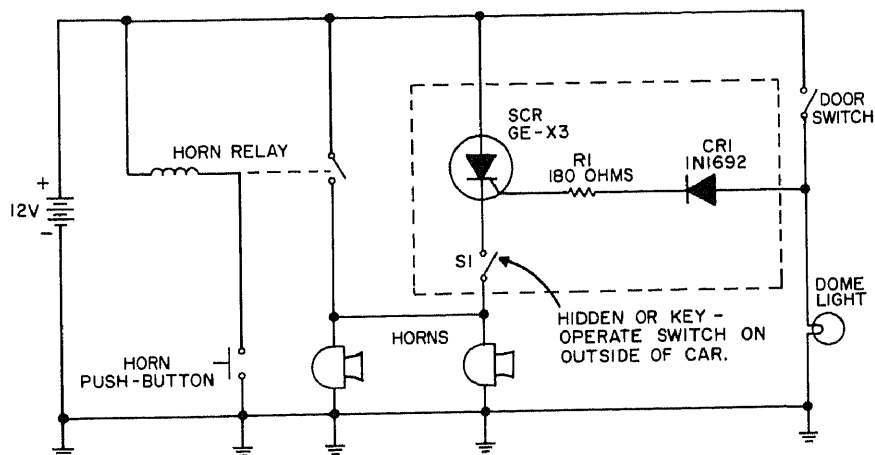 SCR
GE-X3
DOOR
SWITCH
HORN RELAY
R1
180 OHMS
CR1
1N1692
+
12V
-
S1
DOME
LIGHT
HIDDEN OR KEY-
OPERATE SWITCH ON
OUTSIDE OF CAR.
HORNS
HORN
PUSH-BUTTON